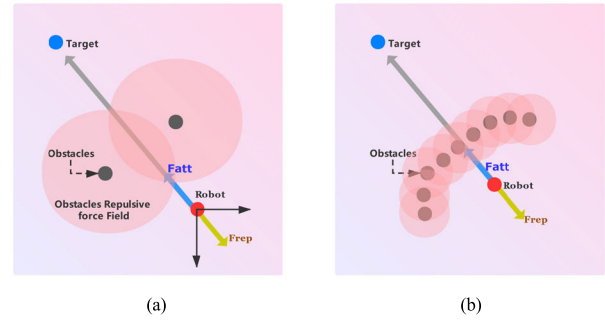 Target
Obstacles
Fatt
Robot
Obstacles Repulsive
force Field
Frep
(a)
Target
Obstacles
Fatt
Robot
Frep
(b)